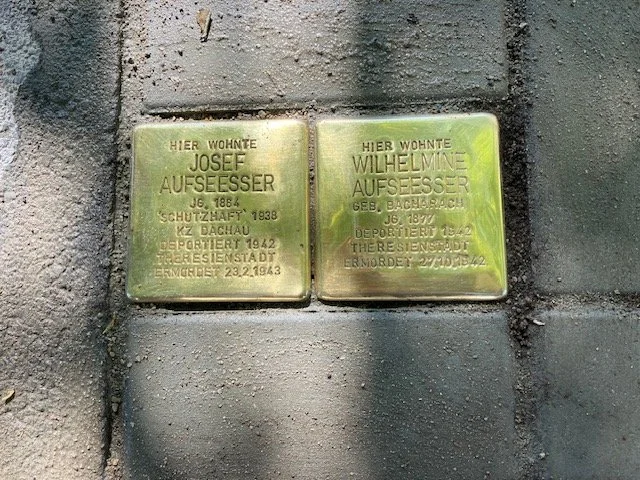 HIER WOHNTE
JOSEF
AUFSEESSER
JG. 1864
'SCHUTZHAFT' 1938
KZ DACHAU
DEPORTIERT 1942
THERESIENSTADT
ERMORDET 23.2.1943
HIER WOHNTE
WILHELMINE
AUFSEESSER
GEB. BACHARACH
JG. 1877
DEPORTIERT 1942
THERESIENSTADT
ERMORDET 27.10.1942